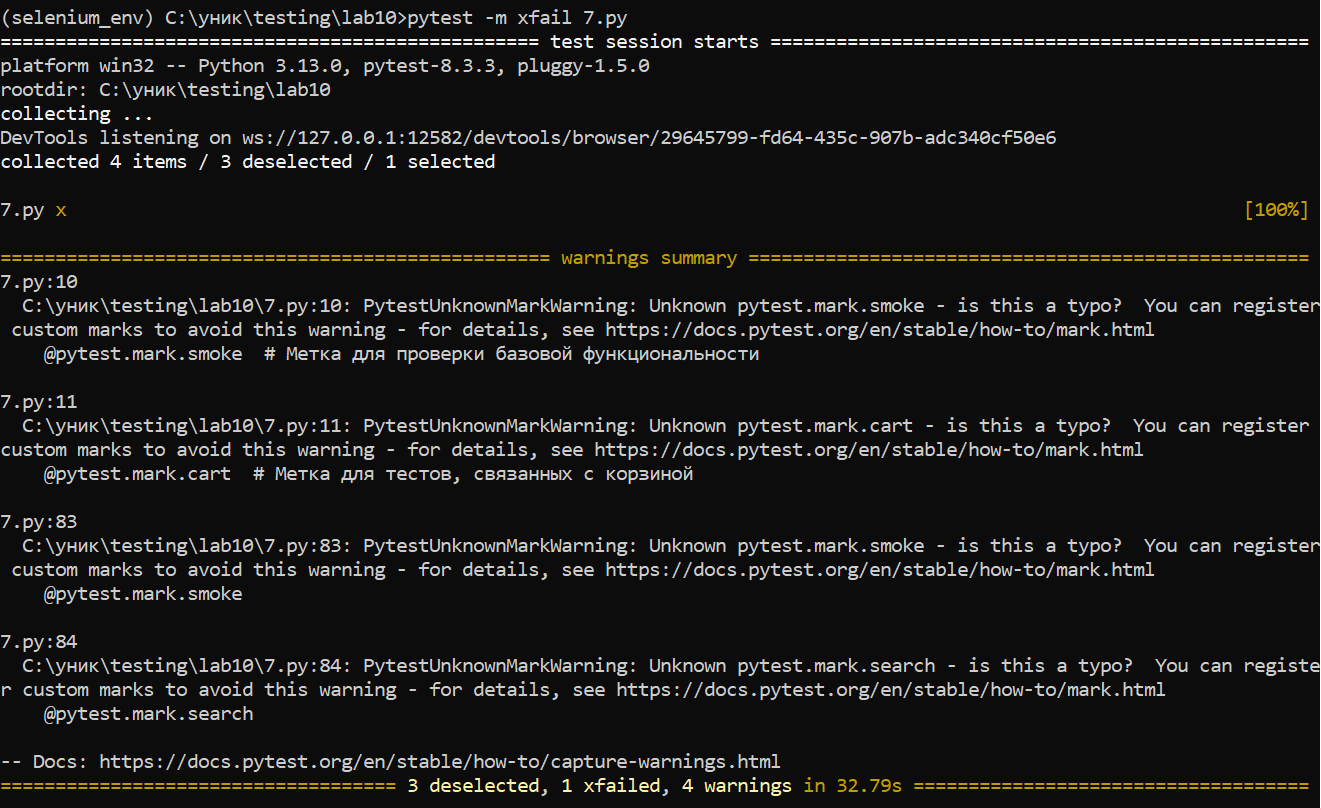 (selenium_env) C:\уник\testing\lab10>pytest -m xfail 7.py
================================================= test session starts =================================================
platform win32 -- Python 3.13.0, pytest-8.3.3, pluggy-1.5.0
rootdir: C:\уник\testing\lab10
collecting ...
DevTools listening on ws://127.0.0.1:12582/devtools/browser/29645799-fd64-435c-907b-adc340cf50e6
collected 4 items / 3 deselected / 1 selected
7.py x [100%]
================================================== warnings summary ===================================================
7.py:10
C:\уник\testing\lab10\7.py:10: PytestUnknownMarkWarning: Unknown pytest.mark.smoke - is this a typo?  You can register
custom marks to avoid this warning - for details, see https://docs.pytest.org/en/stable/how-to/mark.html
@pytest.mark.smoke  # Метка для проверки базовой функциональности
7.py:11
C:\уник\testing\lab10\7.py:11: PytestUnknownMarkWarning: Unknown pytest.mark.cart - is this a typo?  You can register
custom marks to avoid this warning - for details, see https://docs.pytest.org/en/stable/how-to/mark.html
@pytest.mark.cart  # Метка для тестов, связанных с корзиной
7.py:83
C:\уник\testing\lab10\7.py:83: PytestUnknownMarkWarning: Unknown pytest.mark.smoke - is this a typo?  You can register
custom marks to avoid this warning - for details, see https://docs.pytest.org/en/stable/how-to/mark.html
@pytest.mark.smoke
7.py:84
C:\уник\testing\lab10\7.py:84: PytestUnknownMarkWarning: Unknown pytest.mark.search - is this a typo?  You can registe
r custom marks to avoid this warning - for details, see https://docs.pytest.org/en/stable/how-to/mark.html
@pytest.mark.search
-- Docs: https://docs.pytest.org/en/stable/how-to/capture-warnings.html
==================================== 3 deselected, 1 xfailed, 4 warnings in 32.79s ====================================